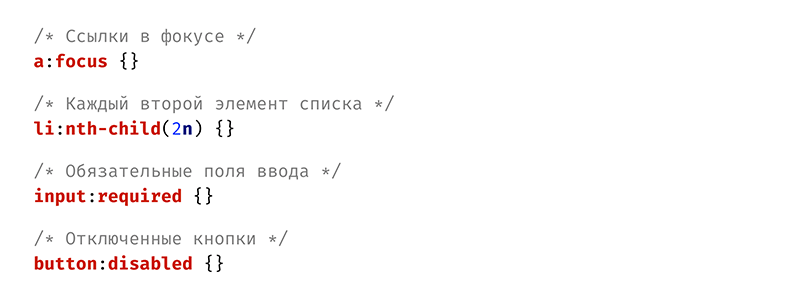 /* Ссылки в фокусе */
a:focus {}
/* Каждый второй элемент списка */
li:nth-child(2n) {}
/* Обязательные поля ввода */
input:required {}
/* Отключенные кнопки */
button:disabled {}